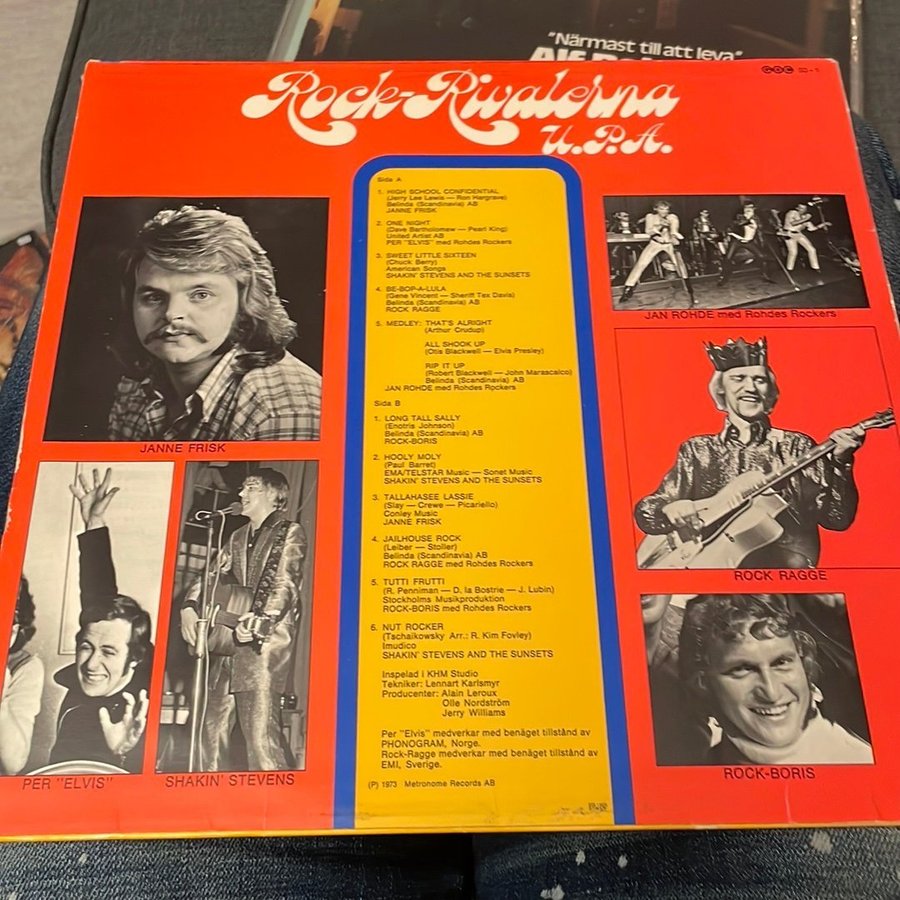 "Närmast till att leva"
Rock-Rivalerna
U.P.A.
Side A
1. HIGH SCHOOL CONFIDENTIAL
(Jerry Lee Lewis — Ron Hargrave)
Belinda (Scandinavia) AB
JANNE FRISK
2. ONE NIGHT
(Dave Bartholomew — Pearl King)
United Artist AB
PER "ELVIS" med Rohdes Rockers
3. SWEET LITTLE SIXTEEN
(Chuck Berry)
American Songs
SHAKIN' STEVENS AND THE SUNSETS
4. BE-BOP-A-LULA
(Gene Vincent — Sheriff Tex Davis)
Belinda (Scandinavia) AB
ROCK RAGGE
5. MEDLEY: THAT'S ALRIGHT
(Arthur Crudup)
ALL SHOOK UP
(Otis Blackwell — Elvis Presley)
RIP IT UP
(Robert Blackwell — John Marascalco)
Belinda (Scandinavia) AB
JAN ROHDE med Rohdes Rockers
Side B
1. LONG TALL SALLY
(Enotris Johnson)
Belinda (Scandinavia) AB
ROCK-BORIS
2. HOOLY MOLY
(Paul Barret)
EMA/TELSTAR Music — Sonet Music
SHAKIN' STEVENS AND THE SUNSETS
3. TALLAHASEE LASSIE
(Slay — Crewe — Picariello)
Conley Music
JANNE FRISK
4. JAILHOUSE ROCK
(Leiber — Stoller)
Belinda (Scandinavia) AB
ROCK RAGGE med Rohdes Rockers
5. TUTTI FRUTTI
(R. Penniman — D. la Bostrie — J. Lubin)
Stockholms Musikproduktion
ROCK-BORIS med Rohdes Rockers
6. NUT ROCKER
(Tschaikowsky Arr.: R. Kim Fovley)
Imudico
SHAKIN' STEVENS AND THE SUNSETS
Inspelad i KHM Studio
Tekniker: Lennart Karlsmyr
Producenter: Alain Leroux
Olle Nordström
Jerry Williams
Per "Elvis" medverkar med benäget tillstånd av
PHONOGRAM, Norge.
Rock-Ragge medverkar med benäget tillstånd av
EMI, Sverige.
(P) 1973 Metronome Records AB
JANNE FRISK
PER "ELVIS"
SHAKIN' STEVENS
JAN ROHDE med Rohdes Rockers
ROCK RAGGE
ROCK-BORIS